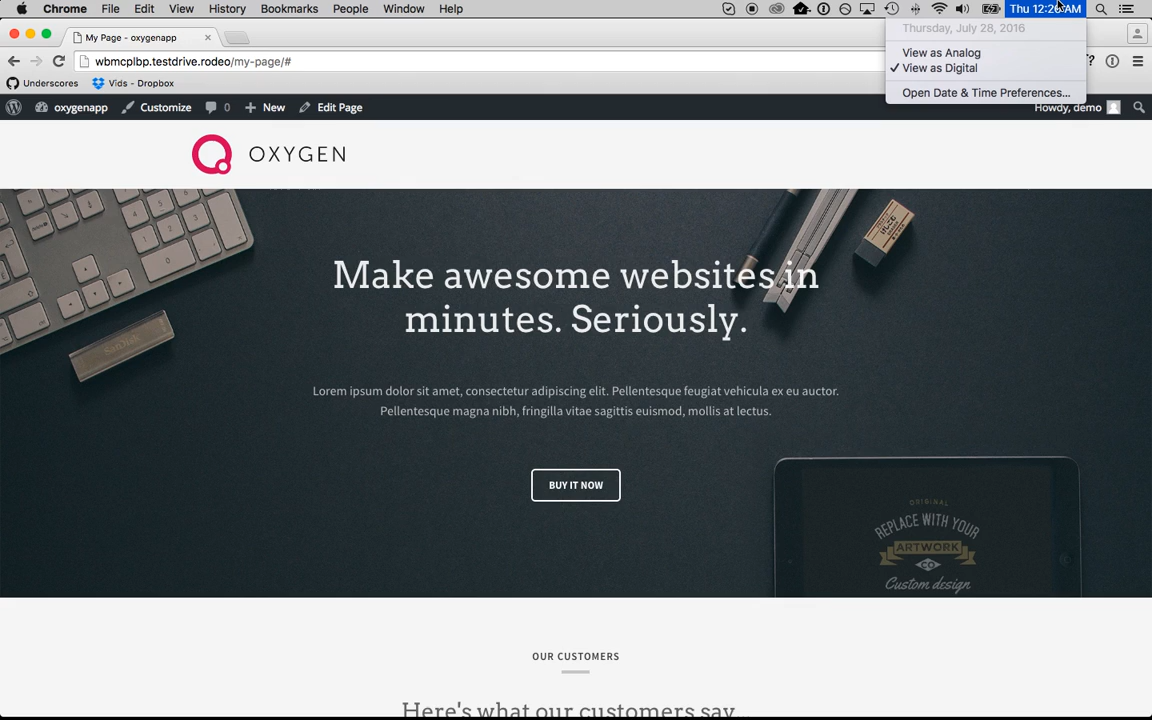 Chrome File Edit View History Bookmarks People Window Help
Thu 12:26 AM
Thursday, July 28, 2016
View as Analog
✓ View as Digital
Open Date & Time Preferences...
My Page - oxygenapp
wbmcplbp.testdrive.rodeo/my-page/#
Underscores Vids - Dropbox
oxygenapp Customize 0 New Edit Page
Howdy, demo
OXYGEN
Make awesome websites in
minutes. Seriously.
SanDisk
Lorem ipsum dolor sit amet, consectetur adipiscing elit. Pellentesque feugiat vehicula ex eu auctor.
Pellentesque magna nibh, fringilla vitae sagittis euismod, mollis at lectus.
BUY IT NOW
ORIGINAL
REPLACE WITH YOUR
ARTWORK
CO
Custom design
OUR CUSTOMERS
Here's what our customers say...